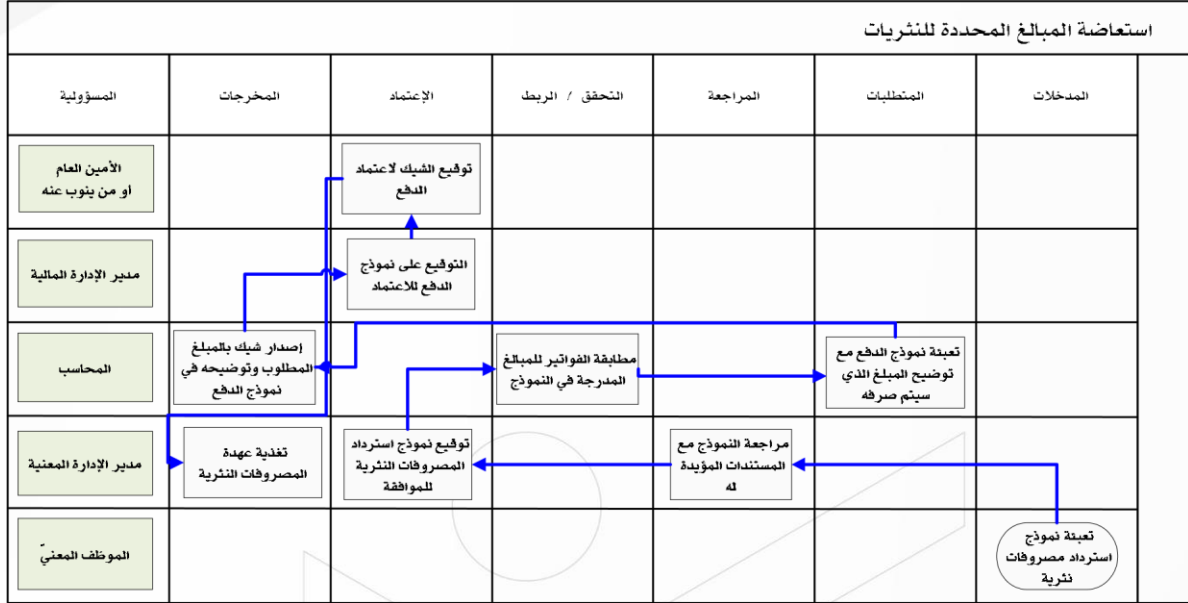 استعاضة المبالغ المحددة للنثريات
المدخلات
المتطلبات
المراجعة
التحقق / الربط
الإعتماد
المخرجات
المسؤولية
توقيع الشيك لاعتماد
الدفع
الأمين العام
او من ينوب عنه
التوقيع على نموذج
الدفع للاعتماد
مدير الإدارة المالية
تعبئة نموذج الدفع مع
توضيح المبلغ الذي
سيتم صرفه
مطابقة الفواتير للمبالغ
المدرجة في النموذج
إصدار شيك بالمبلغ
المطلوب وتوضيحه في
نموذج الدفع
المحاسب
مراجعة النموذج مع
المستندات المؤيدة
له
توقيع نموذج استرداد
المصروفات النثرية
للموافقة
تغذية عهدة
المصروفات النثرية
مدير الإدارة المعنية
تعبئة نموذج
استرداد مصروفات
نثرية
الموظف المعنيّ